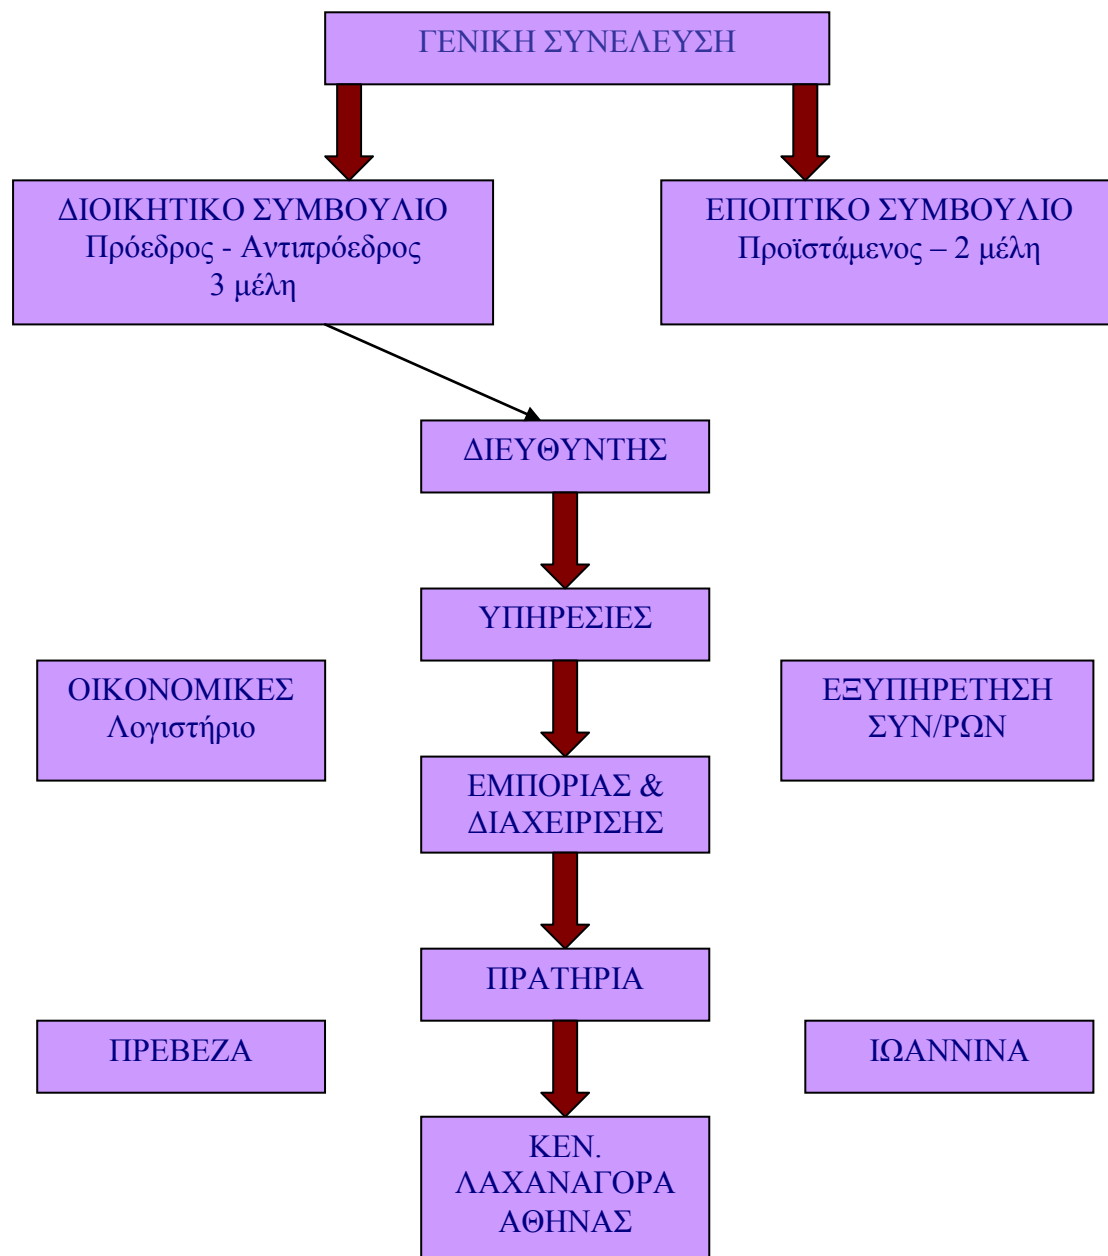 ΓΕΝΙΚΗ ΣΥΝΕΛΕΥΣΗ
ΔΙΟΙΚΗΤΙΚΟ ΣΥΜΒΟΥΛΙΟ
Πρόεδρος - Αντιπρόεδρος
3 μέλη
ΕΠΟΠΤΙΚΟ ΣΥΜΒΟΥΛΙΟ
Προϊστάμενος – 2 μέλη
ΔΙΕΥΘΥΝΤΗΣ
ΥΠΗΡΕΣΙΕΣ
ΟΙΚΟΝΟΜΙΚΕΣ
Λογιστήριο
ΕΞΥΠΗΡΕΤΗΣΗ
ΣΥΝ/ΡΩΝ
ΕΜΠΟΡΙΑΣ &
ΔΙΑΧΕΙΡΙΣΗΣ
ΠΡΑΤΗΡΙΑ
ΠΡΕΒΕΖΑ
ΙΩΑΝΝΙΝΑ
ΚΕΝ.
ΛΑΧΑΝΑΓΟΡΑ
ΑΘΗΝΑΣ